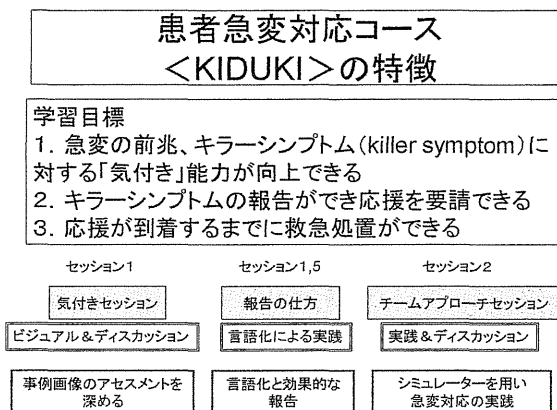 患者急変対応コース
<KIDUKI>の特徴
学習目標
1. 急変の前兆、キラーシンプトム(killer symptom)に
対する「気付き」能力が向上できる
2. キラーシンプトムの報告ができ応援を要請できる
3. 応援が到着するまでに救急処置ができる
セッション1
セッション1,5
セッション2
気付きセッション
報告の仕方
チームアプローチセッション
ビジュアル&ディスカッション
言語化による実践
実践&ディスカッション
事例画像のアセスメントを
深める
言語化と効果的な
報告
シミュレーターを用い
急変対応の実践